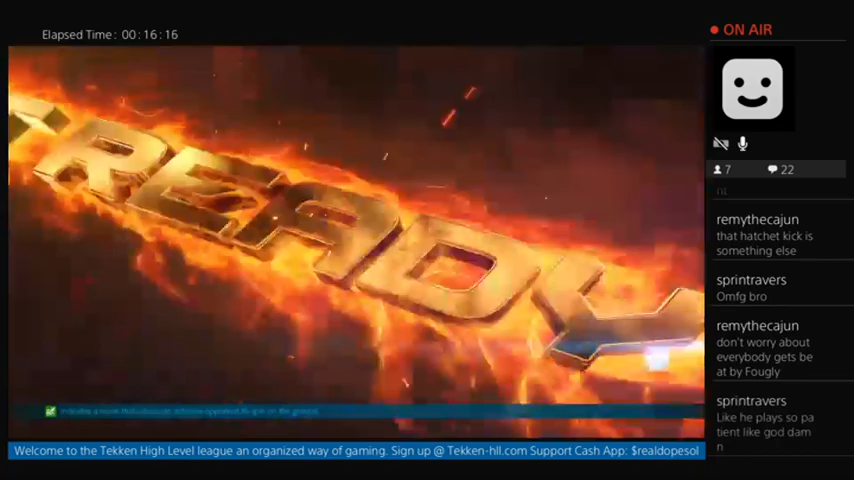 Elapsed Time: 00:16:16
ON AIR
READY
7
22
remythecajun
that hatchet kick is
something else
sprintravers
Omfg bro
remythecajun
don't worry about
everybody gets be
at by Fougly
sprintravers
Like he plays so pa
tient like god dam
n
Welcome to the Tekken High Level league an organized way of gaming. Sign up @ Tekken-hll.com Support Cash App: $realdopesol